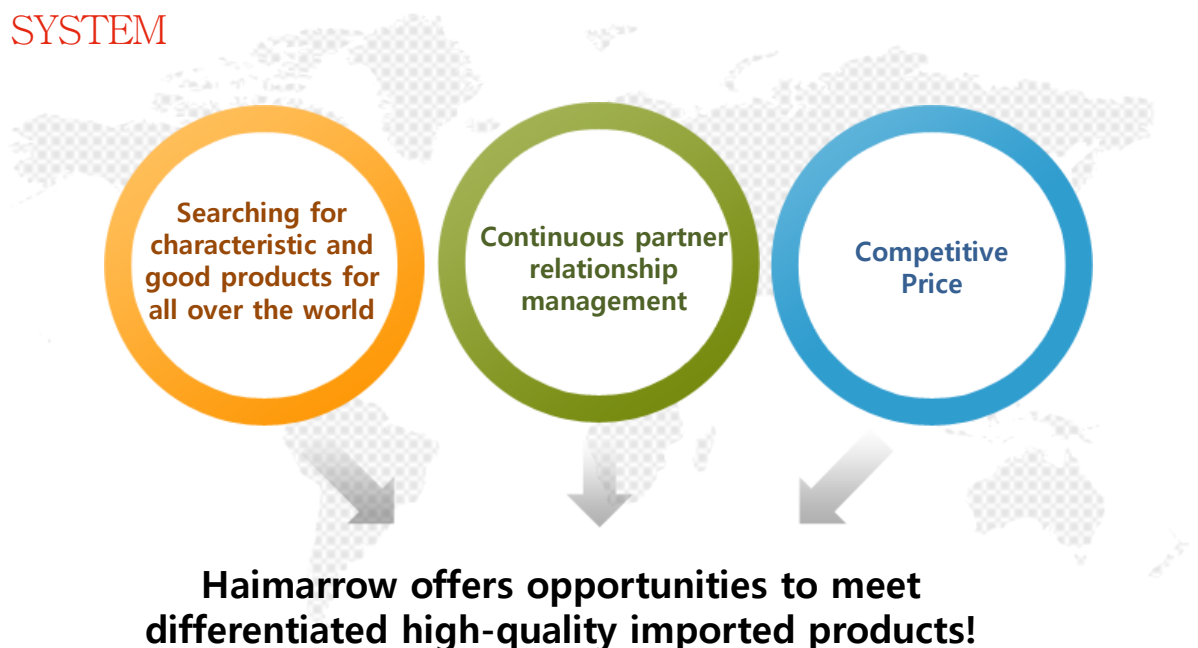 SYSTEM
Searching for
characteristic and
good products for
all over the world
Continuous partner
relationship
management
Competitive
Price
Haimarrow offers opportunities to meet
differentiated high-quality imported products!